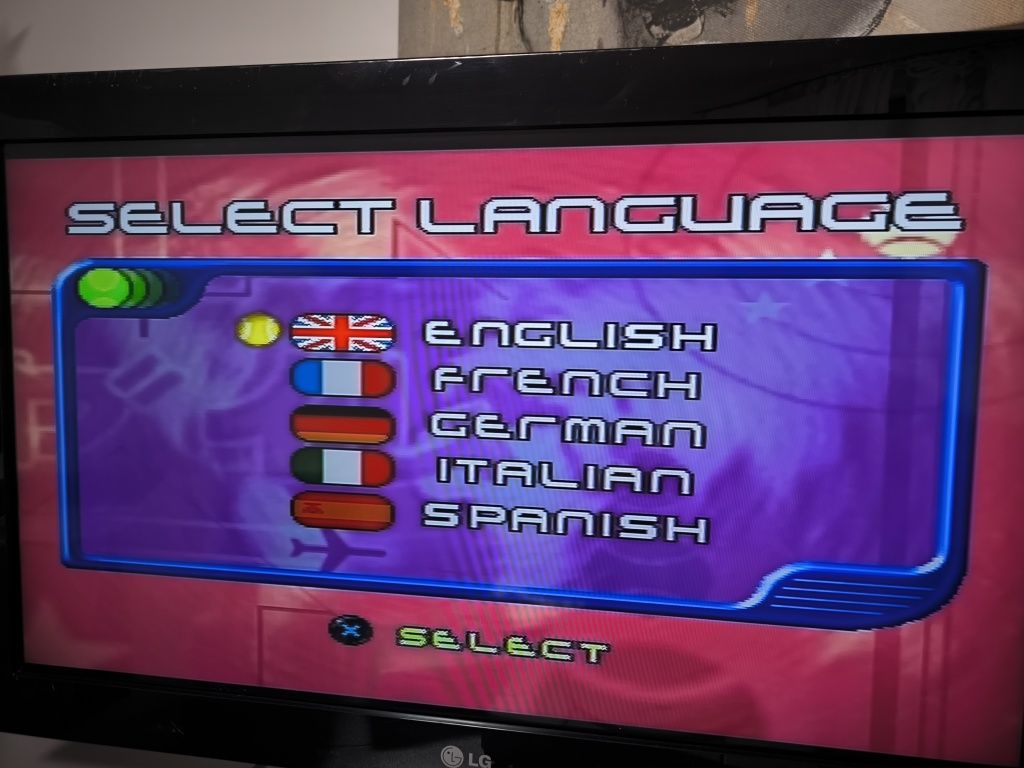 SELECT LANGUAGE
ENGLISH
FRENCH
GERMAN
ITALIAN
SPANISH
SELECT
LG